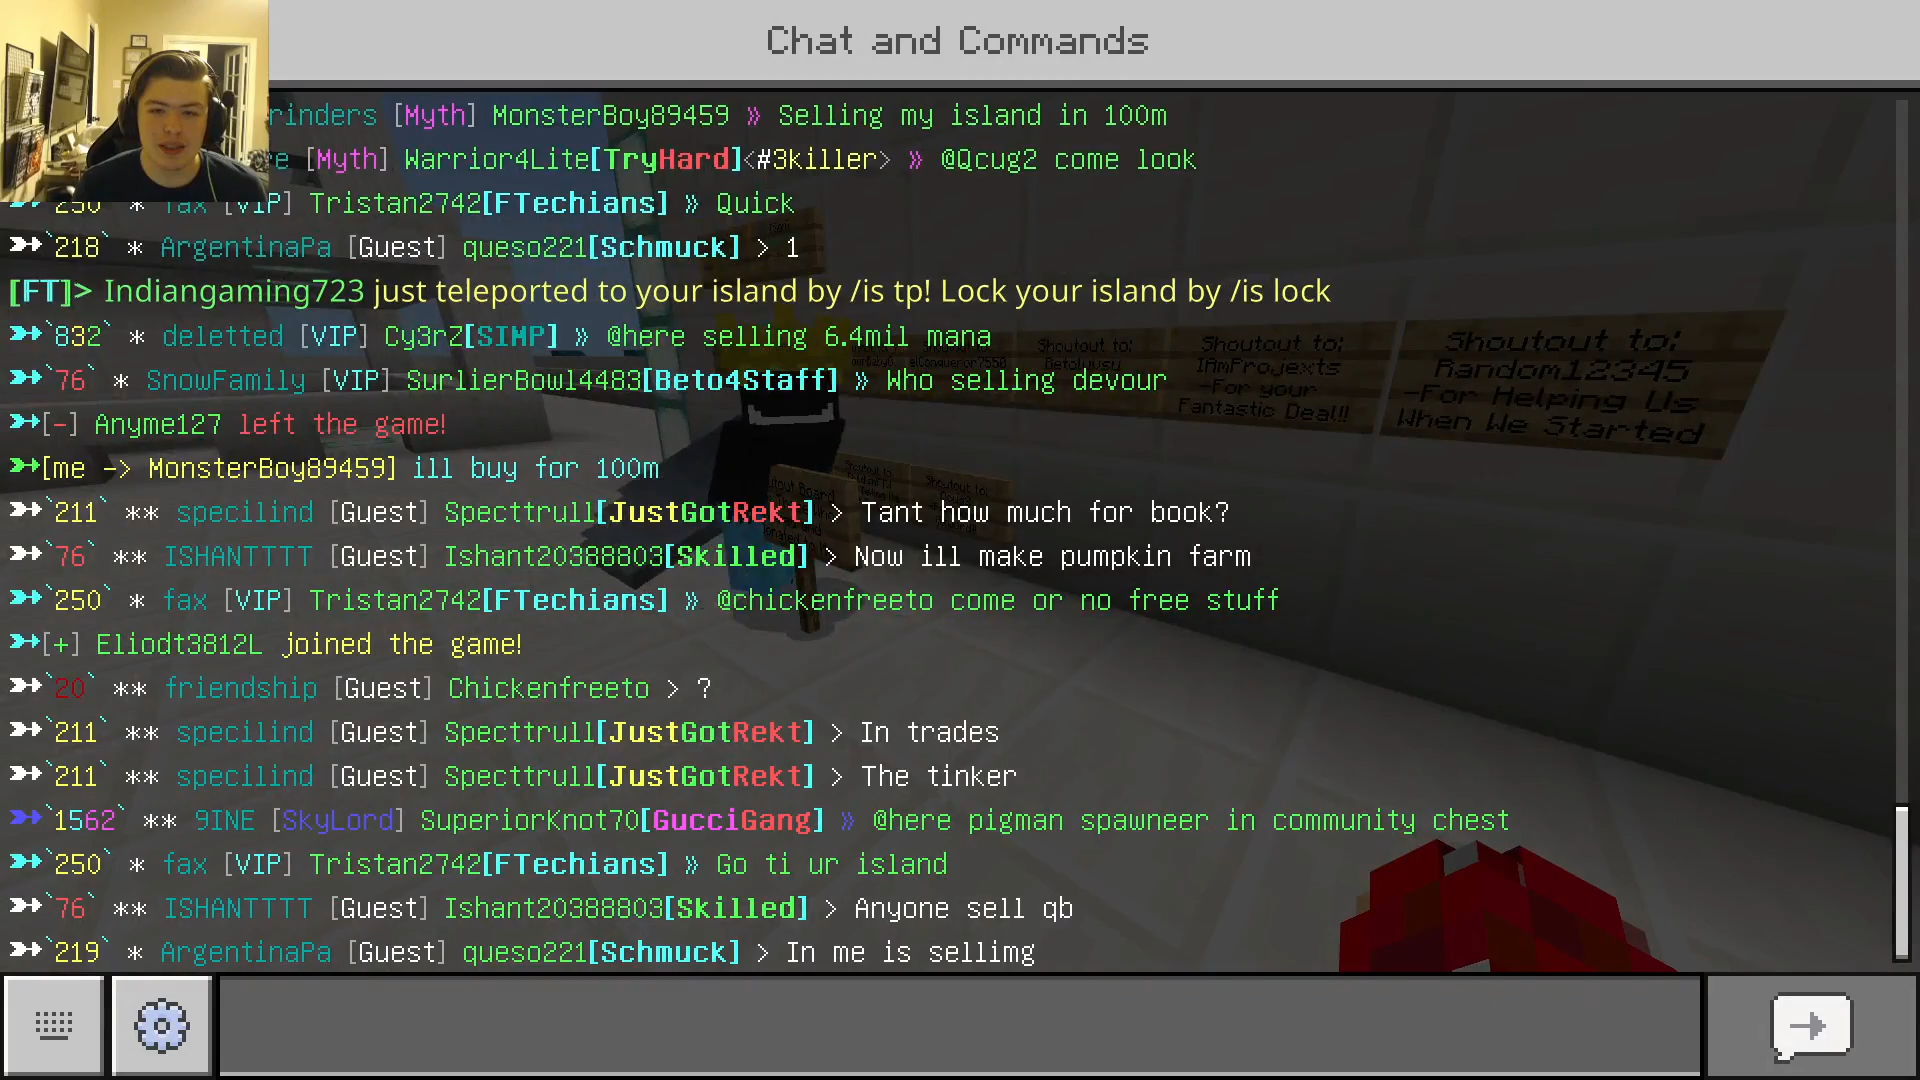 Chat and Commands
rinders [Myth] MonsterBoy89459 » Selling my island in 100m
e [Myth] Warrior4Lite[TryHard]<#3killer> » @Qcug2 come look
`250` * fax [VIP] Tristan2742[FTechians] » Quick
`218` * ArgentinaPa [Guest] queso221[Schmuck] > 1
[FT]> Indiangaming723 just teleported to your island by /is tp! Lock your island by /is lock
`832` * deletted [VIP] Cy3rZ[SIMP] » @here selling 6.4mil mana
`76` * SnowFamily [VIP] SurlierBowl4483[Beto4Staff] » Who selling devour
[-] Anyme127 left the game!
[me -> MonsterBoy89459] ill buy for 100m
`211` ** specilind [Guest] Specttrull[JustGotRekt] > Tant how much for book?
`76` ** ISHANTTTT [Guest] Ishant20388803[Skilled] > Now ill make pumpkin farm
`250` * fax [VIP] Tristan2742[FTechians] » @chickenfreeto come or no free stuff
[+] Eliodt3812L joined the game!
`20` ** friendship [Guest] Chickenfreeto > ?
`211` ** specilind [Guest] Specttrull[JustGotRekt] > In trades
`211` ** specilind [Guest] Specttrull[JustGotRekt] > The tinker
`1562` ** 9INE [SkyLord] SuperiorKnot70[GucciGang] » @here pigman spawneer in community chest
`250` * fax [VIP] Tristan2742[FTechians] » Go ti ur island
`76` ** ISHANTTTT [Guest] Ishant20388803[Skilled] > Anyone sell qb
`219` * ArgentinaPa [Guest] queso221[Schmuck] > In me is sellimg
Shoutout to:
Shoutout to:
IAmProjexts
-For your
Fantastic Deal!!
Shoutout to:
Random12345
-For Helping Us
When We Started